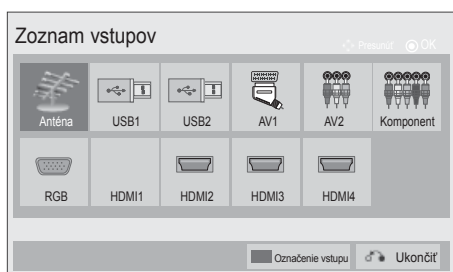 Zoznam vstupov
Presunúť OK
Anténa USB1 USB2 AV1 AV2 Komponent
RGB HDMI1 HDMI2 HDMI3 HDMI4
Označenie vstupu Ukončiť